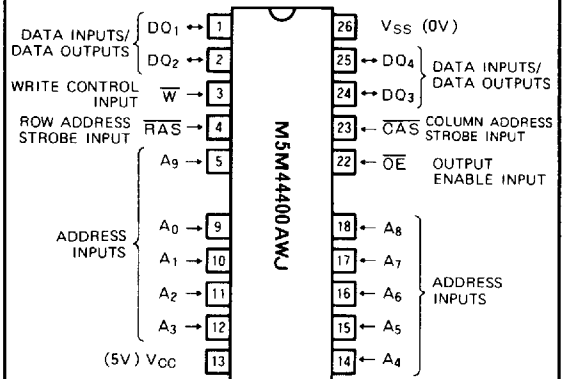 DATA INPUTS/
DATA OUTPUTS
DQ1 ↔ 1
DQ2 ↔ 2
WRITE CONTROL
INPUT
W̅ → 3
ROW ADDRESS
STROBE INPUT
R̅A̅S̅ → 4
A9 → 5
ADDRESS
INPUTS
A0 → 9
A1 → 10
A2 → 11
A3 → 12
(5V) VCC 13
M5M44400AWJ
26 VSS (0V)
25 ↔ DQ4
24 ↔ DQ3
DATA INPUTS/
DATA OUTPUTS
23 ← C̅A̅S̅ COLUMN ADDRESS
STROBE INPUT
22 ← O̅E̅ OUTPUT
ENABLE INPUT
18 ← A8
17 ← A7
16 ← A6
15 ← A5
14 ← A4
ADDRESS
INPUTS